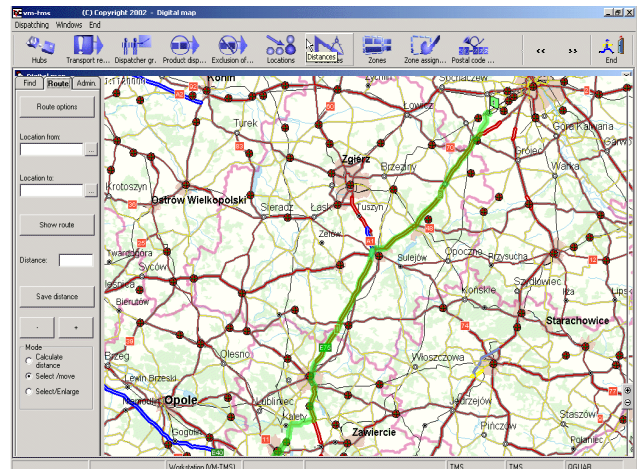 vm-tms (C) Copyright 2002 - Digital map
Dispatching Windows End
Hubs Transport re... Dispatcher gr... Product disp... Exclusion of... Locations Distances Zones Zone assign... Postal code ... << >> End
Find Route Admin.
Route options
Location from:
...
Location to:
...
Show route
Distance:
Save distance
- +
Mode
Calculate distance
Select /move
Select/Enlarge
Konin
Sochaczew
Łowicz
Turek
Góra Kalwaria
Grójec
Warka
Zgierz
Brzeziny
Krotoszyn
Ostrów Wielkopolski
Sieradz
Łask
Tuszyn
Zelów
Sulejów
Opoczno
Przysucha
Twardogóra
Syców
Szydłowiec
Końskie
Iłża
Bierutów
Starachowice
Brzeg
Olesno
Włoszczowa
Lewin Brzeski
Opole
Lubliniec
Jędrzejów
Kalety
Staszów
Pińczów
Gogolin
Zawiercie
Połaniec
Workstation (VM-TMS) TMS TMS OGUAR